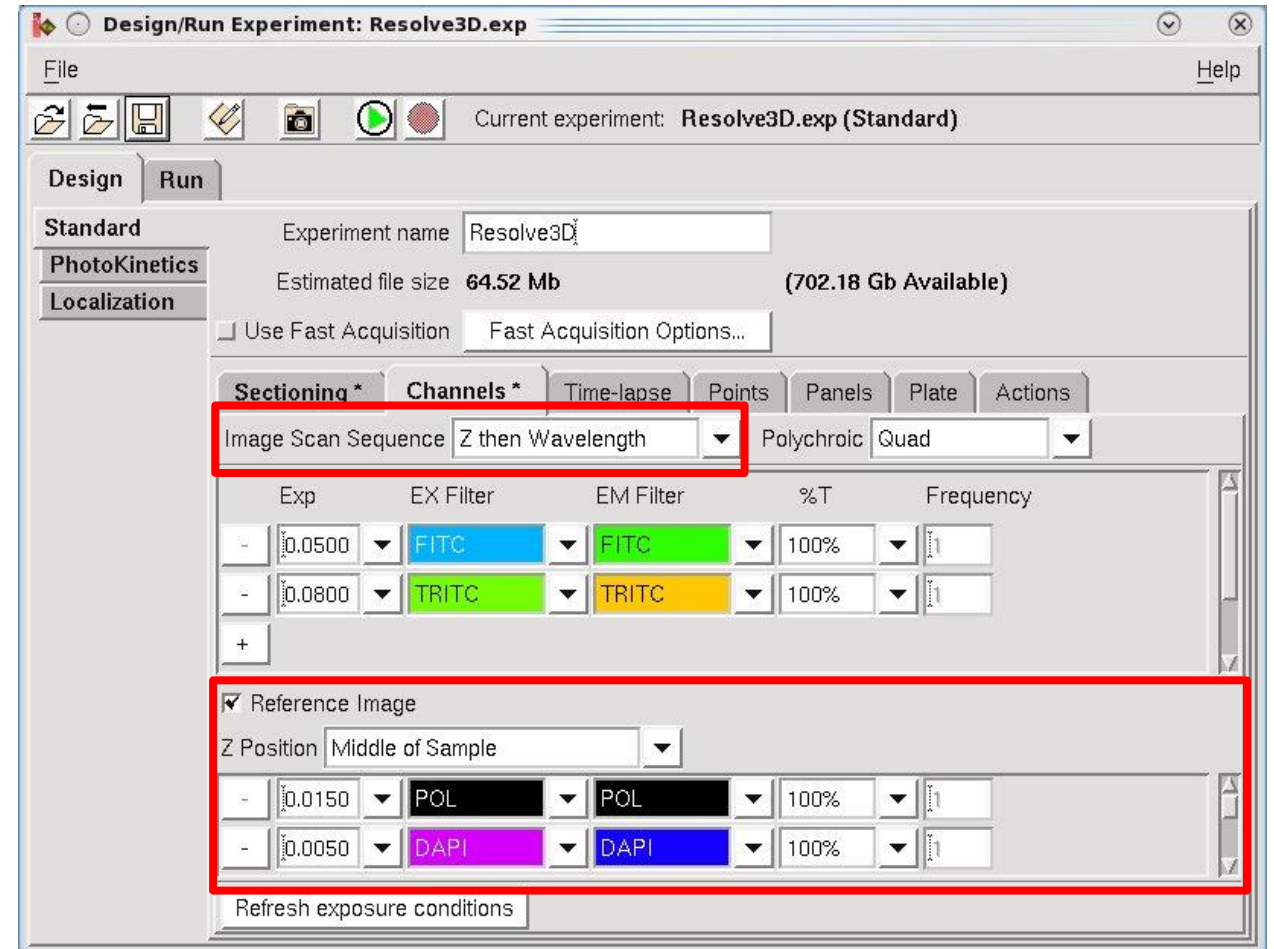 Design/Run Experiment: Resolve3D.exp
File Help
Current experiment: Resolve3D.exp (Standard)
Design Run
Standard
PhotoKinetics
Localization
Experiment name Resolve3D
Estimated file size 64.52 Mb (702.18 Gb Available)
Use Fast Acquisition Fast Acquisition Options...
Sectioning * Channels * Time-lapse Points Panels Plate Actions
Image Scan Sequence Z then Wavelength Polychroic Quad
Exp EX Filter EM Filter %T Frequency
- 0.0500 FITC FITC 100% 1
- 0.0800 TRITC TRITC 100% 1
+
Reference Image
Z Position Middle of Sample
- 0.0150 POL POL 100% 1
- 0.0050 DAPI DAPI 100% 1
Refresh exposure conditions